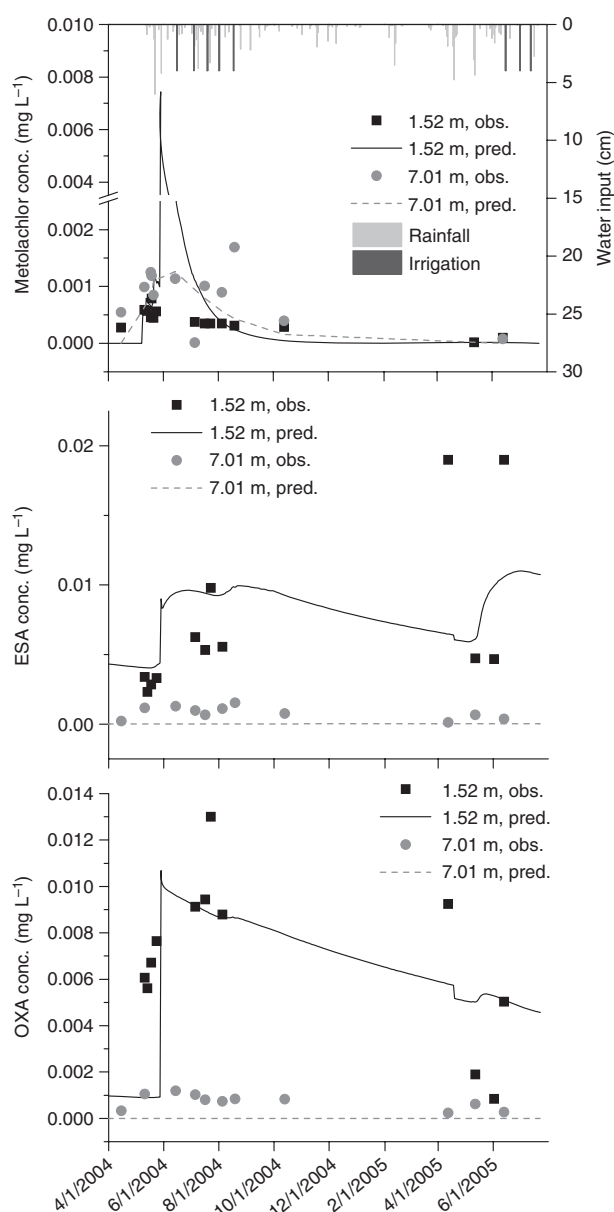 Metolachlor conc. (mg L⁻¹)
0.010
0.008
0.006
0.004
0.002
0.001
0.000
1.52 m, obs.
1.52 m, pred.
7.01 m, obs.
7.01 m, pred.
Rainfall
Irrigation
0
5
10
15
20
25
30
Water input (cm)
ESA conc. (mg L⁻¹)
0.02
0.01
0.00
1.52 m, obs.
1.52 m, pred.
7.01 m, obs.
7.01 m, pred.
OXA conc. (mg L⁻¹)
0.014
0.012
0.010
0.008
0.006
0.004
0.002
0.000
1.52 m, obs.
1.52 m, pred.
7.01 m, obs.
7.01 m, pred.
4/1/2004
6/1/2004
8/1/2004
10/1/2004
12/1/2004
2/1/2005
4/1/2005
6/1/2005